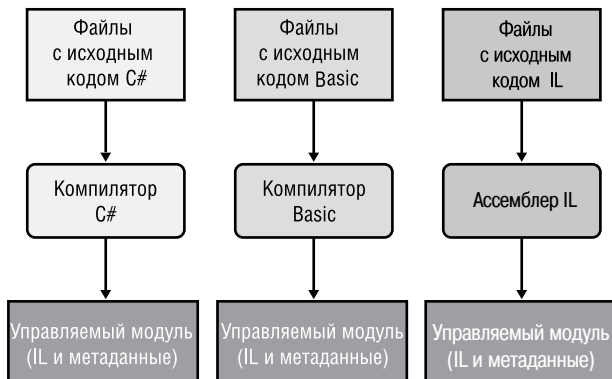 Файлы
с исходным
кодом C#
Файлы
с исходным
кодом Basic
Файлы
с исходным
кодом IL
Компилятор
C#
Компилятор
Basic
Ассемблер IL
Управляемый модуль
(IL и метаданные)
Управляемый модуль
(IL и метаданные)
Управляемый модуль
(IL и метаданные)